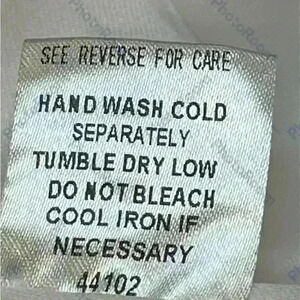 SEE REVERSE FOR CARE
HAND WASH COLD
SEPARATELY
TUMBLE DRY LOW
DO NOT BLEACH
COOL IRON IF
NECESSARY
44102